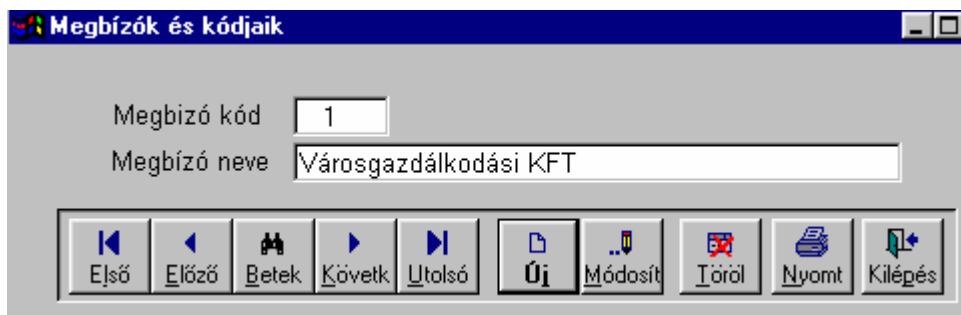 Megbízók és kódjaik
Megbizó kód 1
Megbízó neve Városgazdálkodási KFT
Első Előző Betek Követk Utolsó Új Módosít Töröl Nyomt Kilépés